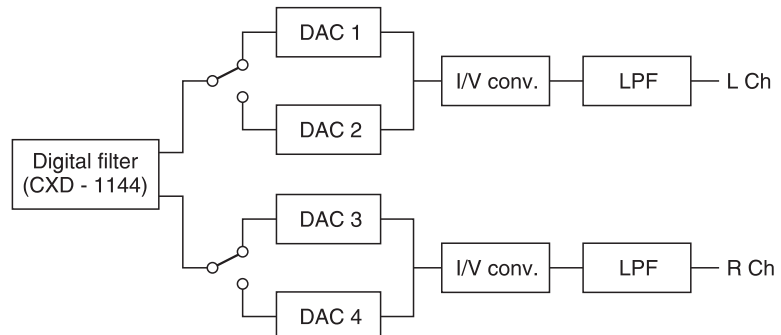 DAC 1
DAC 2
I/V conv.
LPF
L Ch
Digital filter
(CXD - 1144)
DAC 3
DAC 4
I/V conv.
LPF
R Ch